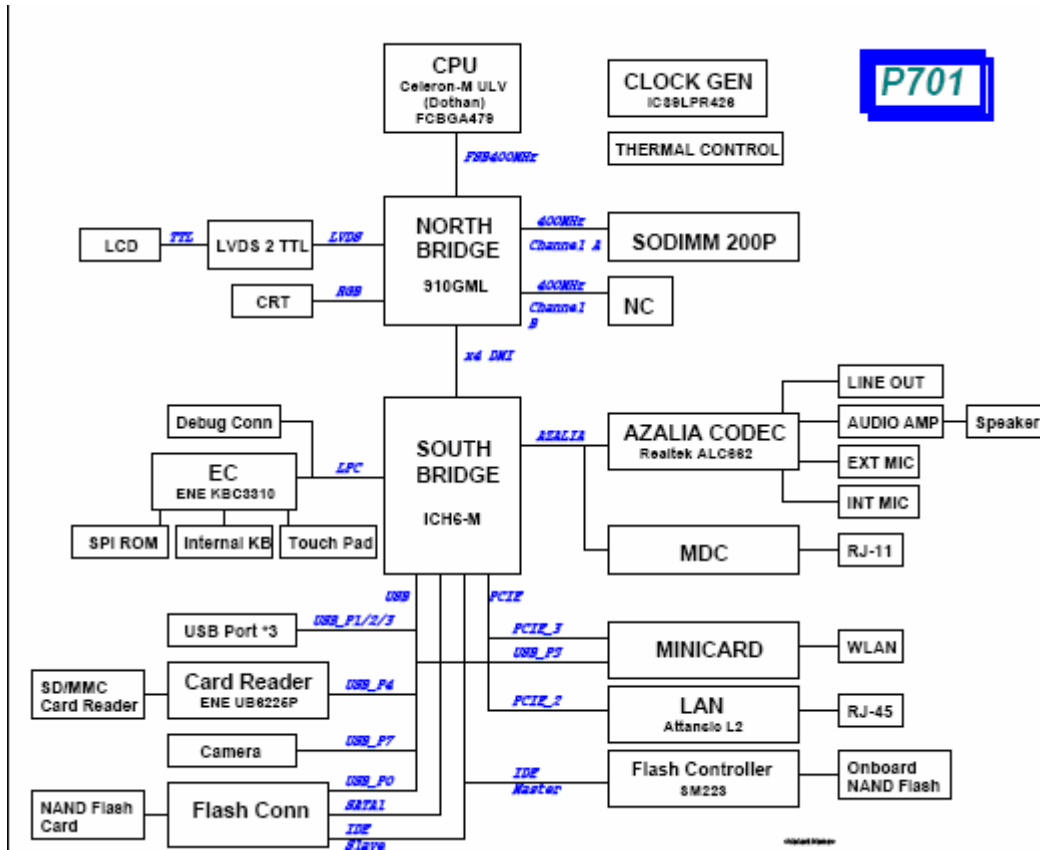 P701
CPU
Celeron-M ULV
(Dothan)
FCBGA479
CLOCK GEN
ICS9LPR426
THERMAL CONTROL
FSB400MHz
NORTH
BRIDGE
910GML
LCD
TTL
LVDS 2 TTL
LVDS
CRT
RGB
400MHz
Channel A
SODIMM 200P
400MHz
Channel
B
NC
x4 DMI
SOUTH
BRIDGE
ICH6-M
Debug Conn
EC
ENE KBC3310
LPC
SPI ROM
Internal KB
Touch Pad
AZALIA
AZALIA CODEC
Realtek ALC662
LINE OUT
AUDIO AMP
Speaker
EXT MIC
INT MIC
MDC
RJ-11
USB
PCIE
USB Port *3
USB_P1/2/3
PCIE_3
USB_P5
MINICARD
WLAN
SD/MMC
Card Reader
Card Reader
ENE UB6225P
USB_P4
PCIE_2
LAN
Attansic L2
RJ-45
Camera
USB_P7
IDE
Master
Flash Controller
SM223
Onboard
NAND Flash
NAND Flash
Card
Flash Conn
USB_P0
SATA1
IDE
Slave